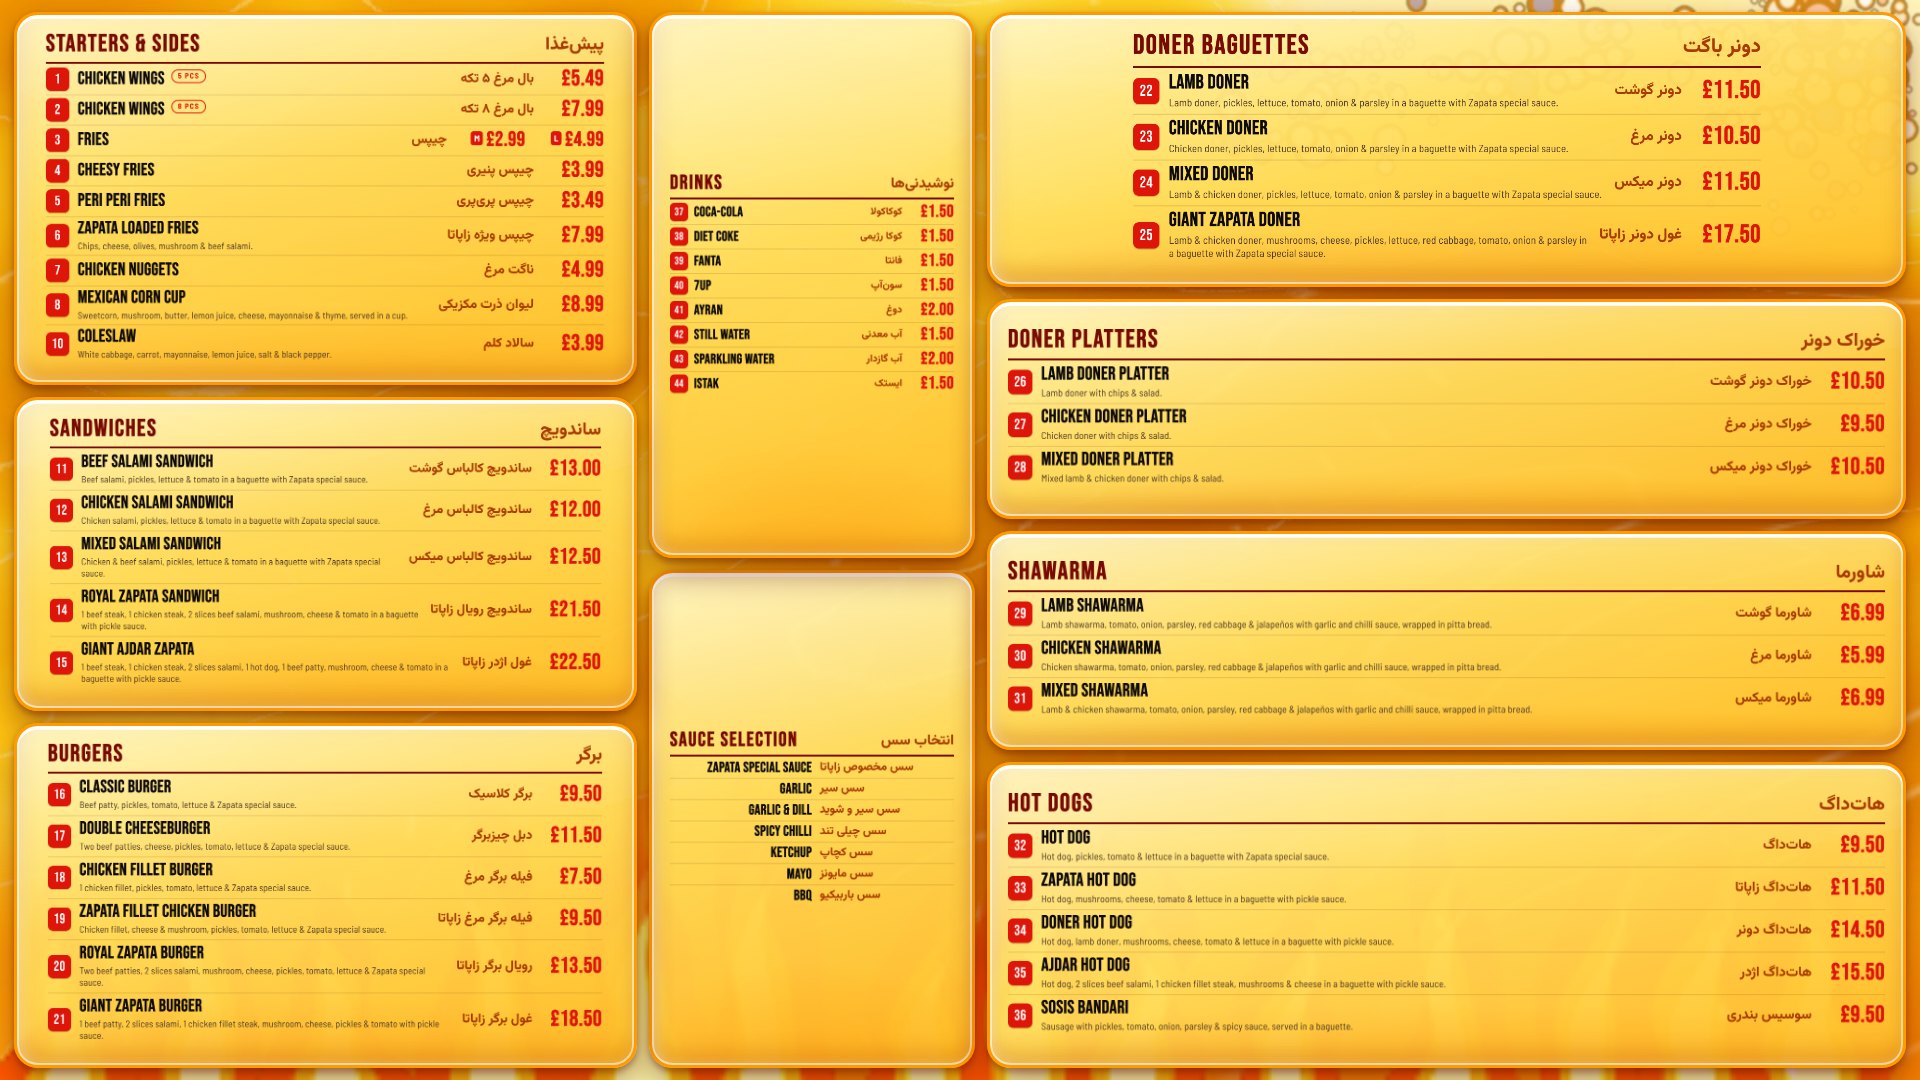 STARTERS & SIDES پیش‌غذا
1 CHICKEN WINGS 5 PCS بال مرغ ۵ تکه £5.49
2 CHICKEN WINGS 8 PCS بال مرغ ۸ تکه £7.99
3 FRIES چیپس M £2.99 L £4.99
4 CHEESY FRIES چیپس پنیری £3.99
5 PERI PERI FRIES چیپس پری‌پری £3.49
6 ZAPATA LOADED FRIES چیپس ویژه زاپاتا £7.99
Chips, cheese, olives, mushroom & beef salami.
7 CHICKEN NUGGETS ناگت مرغ £4.99
8 MEXICAN CORN CUP لیوان ذرت مکزیکی £8.99
Sweetcorn, mushroom, butter, lemon juice, cheese, mayonnaise & thyme, served in a cup.
10 COLESLAW سالاد کلم £3.99
White cabbage, carrot, mayonnaise, lemon juice, salt & black pepper.
SANDWICHES ساندویچ
11 BEEF SALAMI SANDWICH ساندویچ کالباس گوشت £13.00
Beef salami, pickles, lettuce & tomato in a baguette with Zapata special sauce.
12 CHICKEN SALAMI SANDWICH ساندویچ کالباس مرغ £12.00
Chicken salami, pickles, lettuce & tomato in a baguette with Zapata special sauce.
13 MIXED SALAMI SANDWICH ساندویچ کالباس میکس £12.50
Chicken & beef salami, pickles, lettuce & tomato in a baguette with Zapata special
sauce.
14 ROYAL ZAPATA SANDWICH ساندویچ رویال زاپاتا £21.50
1 beef steak, 1 chicken steak, 2 slices beef salami, mushroom, cheese & tomato in a baguette
with pickle sauce.
15 GIANT AJDAR ZAPATA غول اژدر زاپاتا £22.50
1 beef steak, 1 chicken steak, 2 slices salami, 1 hot dog, 1 beef patty, mushroom, cheese & tomato in a
baguette with pickle sauce.
BURGERS برگر
16 CLASSIC BURGER برگر کلاسیک £9.50
Beef patty, pickles, tomato, lettuce & Zapata special sauce.
17 DOUBLE CHEESEBURGER دبل چیزبرگر £11.50
Two beef patties, cheese, pickles, tomato, lettuce & Zapata special sauce.
18 CHICKEN FILLET BURGER فیله برگر مرغ £7.50
1 chicken fillet, pickles, tomato, lettuce & Zapata special sauce.
19 ZAPATA FILLET CHICKEN BURGER فیله برگر مرغ زاپاتا £9.50
Chicken fillet, cheese & mushroom, pickles, tomato, lettuce & Zapata special sauce.
20 ROYAL ZAPATA BURGER رویال برگر زاپاتا £13.50
Two beef patties, 2 slices salami, mushroom, cheese, pickles, tomato, lettuce & Zapata special
sauce.
21 GIANT ZAPATA BURGER غول برگر زاپاتا £18.50
1 beef patty, 2 slices salami, 1 chicken fillet steak, mushroom, cheese, pickles & tomato with pickle
sauce.
DRINKS نوشیدنی‌ها
37 COCA-COLA کوکاکولا £1.50
38 DIET COKE کوکا رژیمی £1.50
39 FANTA فانتا £1.50
40 7UP سون‌آپ £1.50
41 AYRAN دوغ £2.00
42 STILL WATER آب معدنی £1.50
43 SPARKLING WATER آب گازدار £2.00
44 ISTAK ایستک £1.50
SAUCE SELECTION انتخاب سس
ZAPATA SPECIAL SAUCE سس مخصوص زاپاتا
GARLIC سس سیر
GARLIC & DILL سس سیر و شوید
SPICY CHILLI سس چیلی تند
KETCHUP سس کچاپ
MAYO سس مایونز
BBQ سس باربیکیو
DONER BAGUETTES دونر باگت
22 LAMB DONER دونر گوشت £11.50
Lamb doner, pickles, lettuce, tomato, onion & parsley in a baguette with Zapata special sauce.
23 CHICKEN DONER دونر مرغ £10.50
Chicken doner, pickles, lettuce, tomato, onion & parsley in a baguette with Zapata special sauce.
24 MIXED DONER دونر میکس £11.50
Lamb & chicken doner, pickles, lettuce, tomato, onion & parsley in a baguette with Zapata special sauce.
25 GIANT ZAPATA DONER غول دونر زاپاتا £17.50
Lamb & chicken doner, mushrooms, cheese, pickles, lettuce, red cabbage, tomato, onion & parsley in
a baguette with Zapata special sauce.
DONER PLATTERS خوراک دونر
26 LAMB DONER PLATTER خوراک دونر گوشت £10.50
Lamb doner with chips & salad.
27 CHICKEN DONER PLATTER خوراک دونر مرغ £9.50
Chicken doner with chips & salad.
28 MIXED DONER PLATTER خوراک دونر میکس £10.50
Mixed lamb & chicken doner with chips & salad.
SHAWARMA شاورما
29 LAMB SHAWARMA شاورما گوشت £6.99
Lamb shawarma, tomato, onion, parsley, red cabbage & jalapeños with garlic and chilli sauce, wrapped in pitta bread.
30 CHICKEN SHAWARMA شاورما مرغ £5.99
Chicken shawarma, tomato, onion, parsley, red cabbage & jalapeños with garlic and chilli sauce, wrapped in pitta bread.
31 MIXED SHAWARMA شاورما میکس £6.99
Lamb & chicken shawarma, tomato, onion, parsley, red cabbage & jalapeños with garlic and chilli sauce, wrapped in pitta bread.
HOT DOGS هات‌داگ
32 HOT DOG هات‌داگ £9.50
Hot dog, pickles, tomato & lettuce in a baguette with Zapata special sauce.
33 ZAPATA HOT DOG هات‌داگ زاپاتا £11.50
Hot dog, mushrooms, cheese, tomato & lettuce in a baguette with pickle sauce.
34 DONER HOT DOG هات‌داگ دونر £14.50
Hot dog, lamb doner, mushrooms, cheese, tomato & lettuce in a baguette with pickle sauce.
35 AJDAR HOT DOG هات‌داگ اژدر £15.50
Hot dog, 2 slices beef salami, 1 chicken fillet steak, mushrooms & cheese in a baguette with pickle sauce.
36 SOSIS BANDARI سوسیس بندری £9.50
Sausage with pickles, tomato, onion, parsley & spicy sauce, served in a baguette.